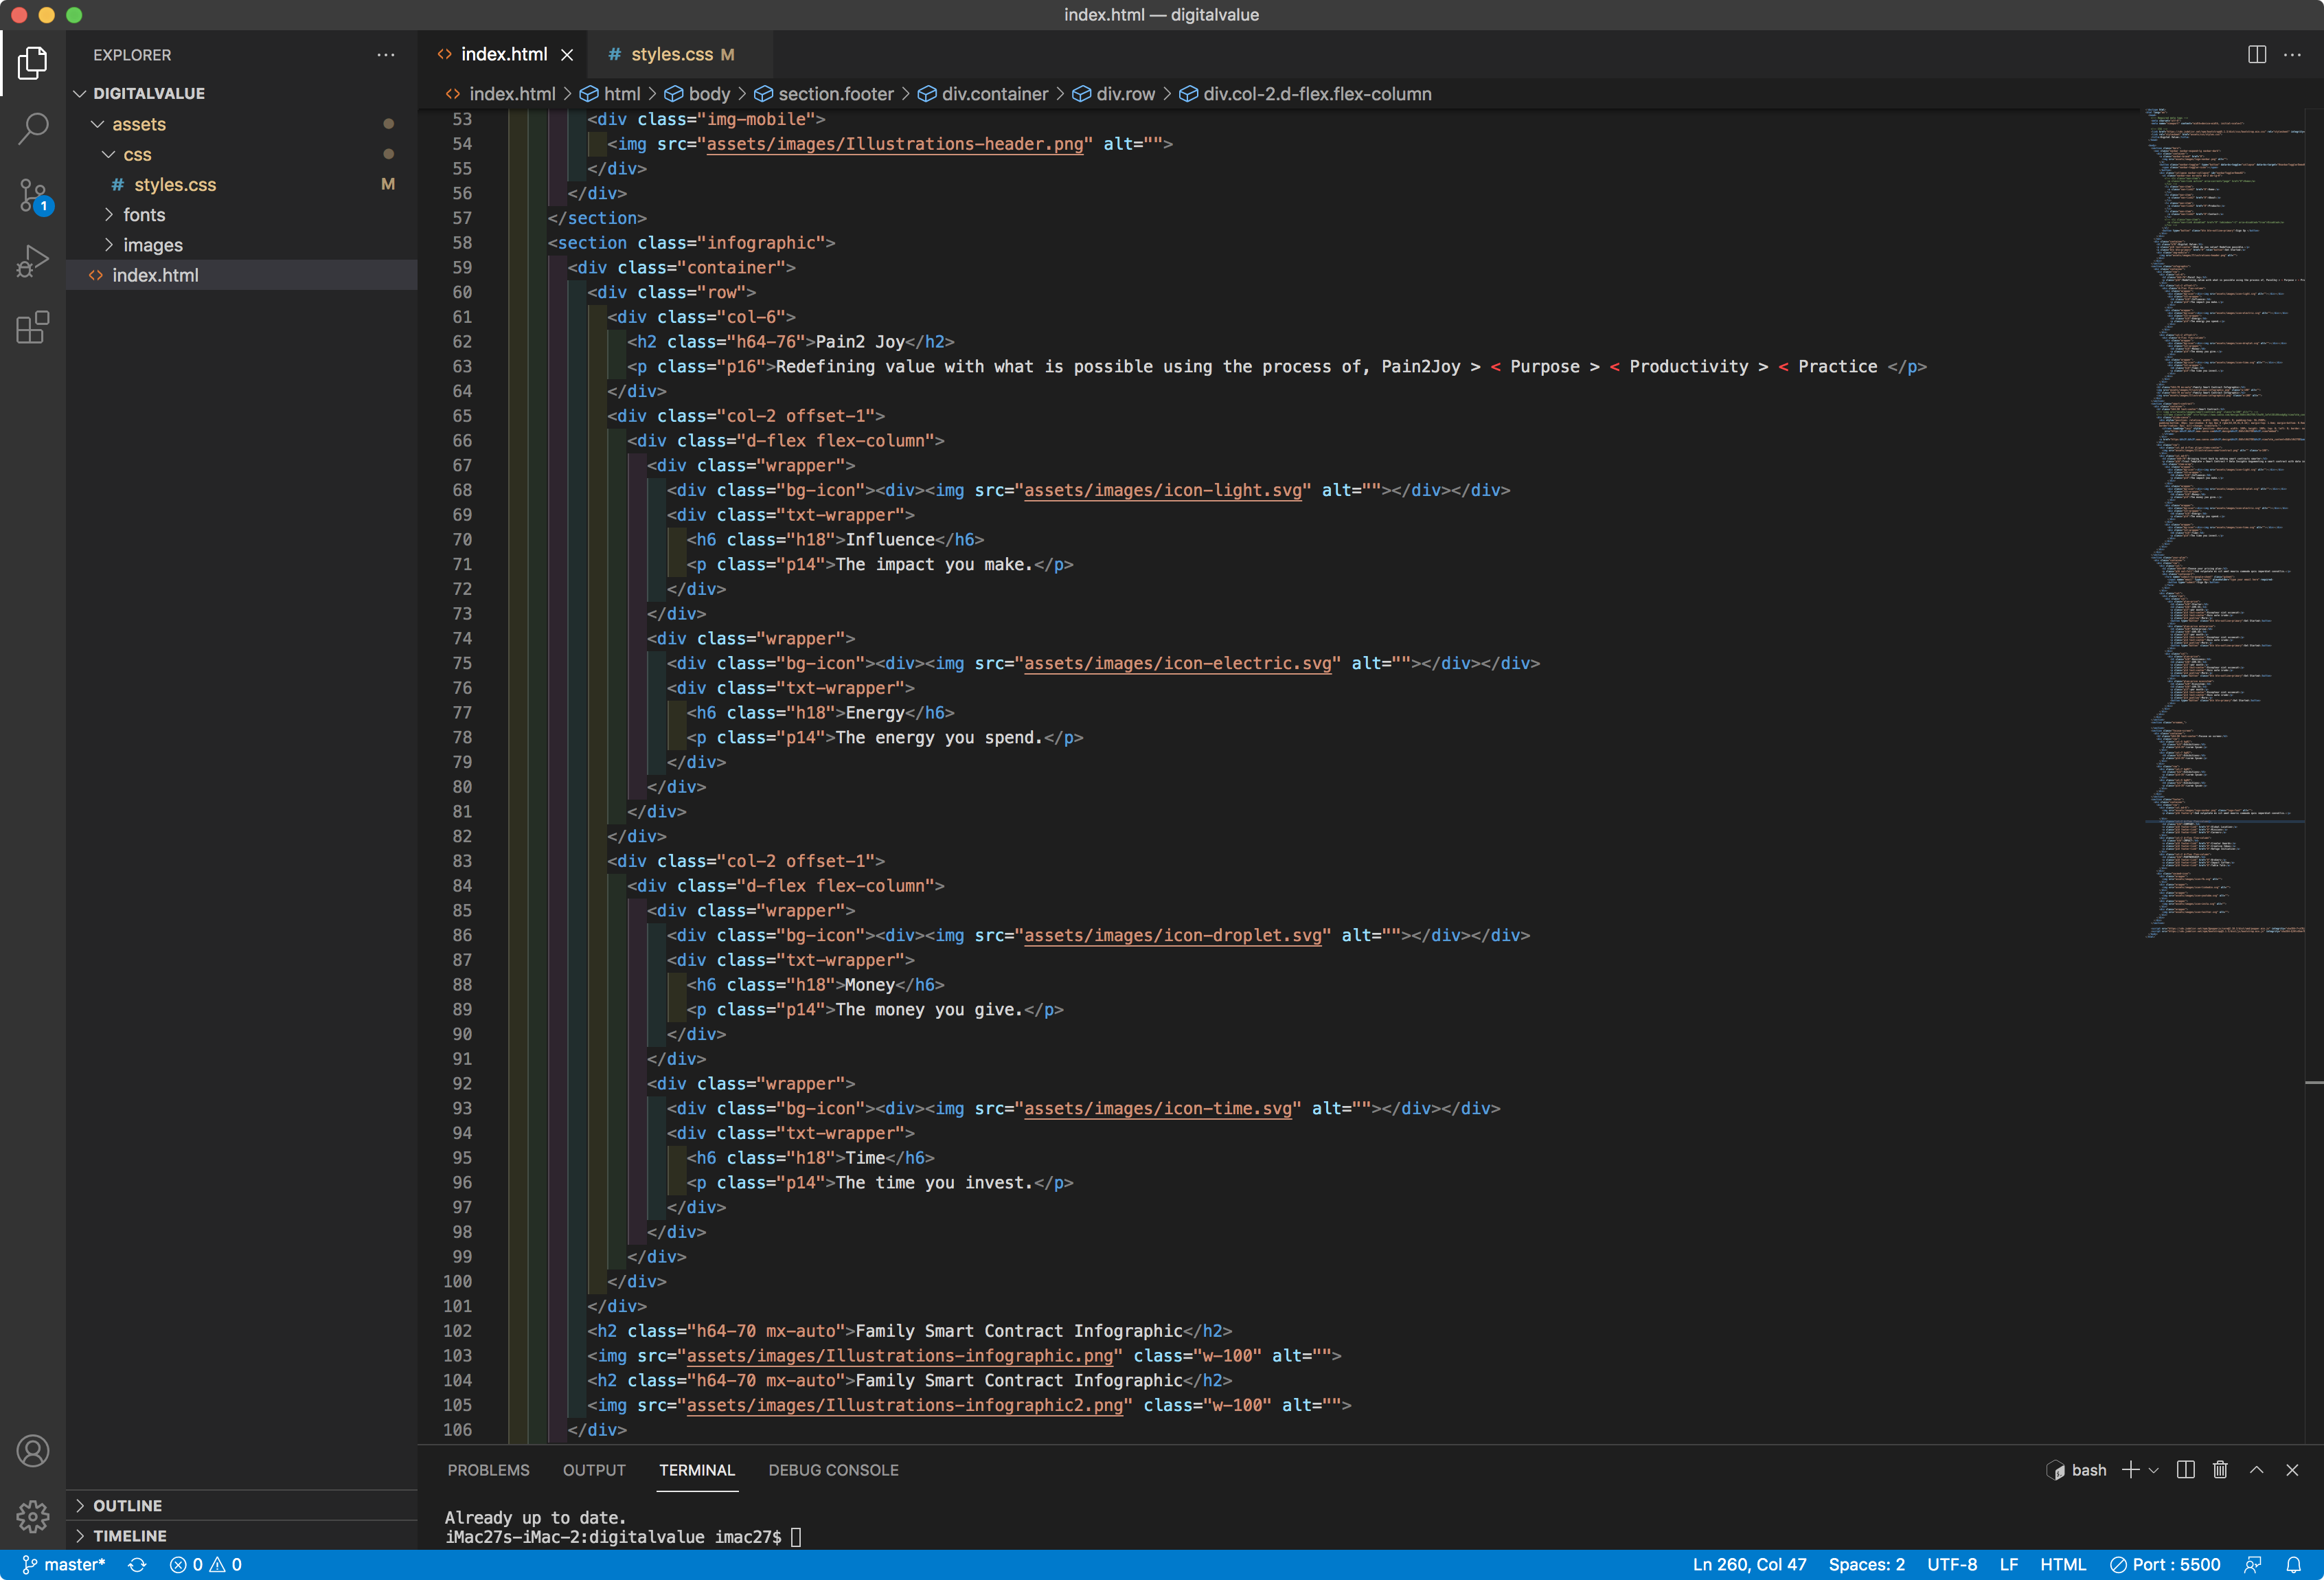 index.html — digitalvalue
EXPLORER
DIGITALVALUE
assets
css
# styles.css M
fonts
images
<> index.html
OUTLINE
TIMELINE
1
<> index.html
# styles.css M
<> index.html > html > body > section.footer > div.container > div.row > div.col-2.d-flex.flex-column
53 <div class="img-mobile">
54 <img src="assets/images/Illustrations-header.png" alt="">
55 </div>
56 </div>
57 </section>
58 <section class="infographic">
59 <div class="container">
60 <div class="row">
61 <div class="col-6">
62 <h2 class="h64-76">Pain2 Joy</h2>
63 <p class="p16">Redefining value with what is possible using the process of, Pain2Joy > < Purpose > < Productivity > < Practice </p>
64 </div>
65 <div class="col-2 offset-1">
66 <div class="d-flex flex-column">
67 <div class="wrapper">
68 <div class="bg-icon"><div><img src="assets/images/icon-light.svg" alt=""></div></div>
69 <div class="txt-wrapper">
70 <h6 class="h18">Influence</h6>
71 <p class="p14">The impact you make.</p>
72 </div>
73 </div>
74 <div class="wrapper">
75 <div class="bg-icon"><div><img src="assets/images/icon-electric.svg" alt=""></div></div>
76 <div class="txt-wrapper">
77 <h6 class="h18">Energy</h6>
78 <p class="p14">The energy you spend.</p>
79 </div>
80 </div>
81 </div>
82 </div>
83 <div class="col-2 offset-1">
84 <div class="d-flex flex-column">
85 <div class="wrapper">
86 <div class="bg-icon"><div><img src="assets/images/icon-droplet.svg" alt=""></div></div>
87 <div class="txt-wrapper">
88 <h6 class="h18">Money</h6>
89 <p class="p14">The money you give.</p>
90 </div>
91 </div>
92 <div class="wrapper">
93 <div class="bg-icon"><div><img src="assets/images/icon-time.svg" alt=""></div></div>
94 <div class="txt-wrapper">
95 <h6 class="h18">Time</h6>
96 <p class="p14">The time you invest.</p>
97 </div>
98 </div>
99 </div>
100 </div>
101 </div>
102 <h2 class="h64-70 mx-auto">Family Smart Contract Infographic</h2>
103 <img src="assets/images/Illustrations-infographic.png" class="w-100" alt="">
104 <h2 class="h64-70 mx-auto">Family Smart Contract Infographic</h2>
105 <img src="assets/images/Illustrations-infographic2.png" class="w-100" alt="">
106 </div>
PROBLEMS OUTPUT TERMINAL DEBUG CONSOLE bash
Already up to date.
iMac27s-iMac-2:digitalvalue imac27$
master* 0 0 Ln 260, Col 47 Spaces: 2 UTF-8 LF HTML Port : 5500